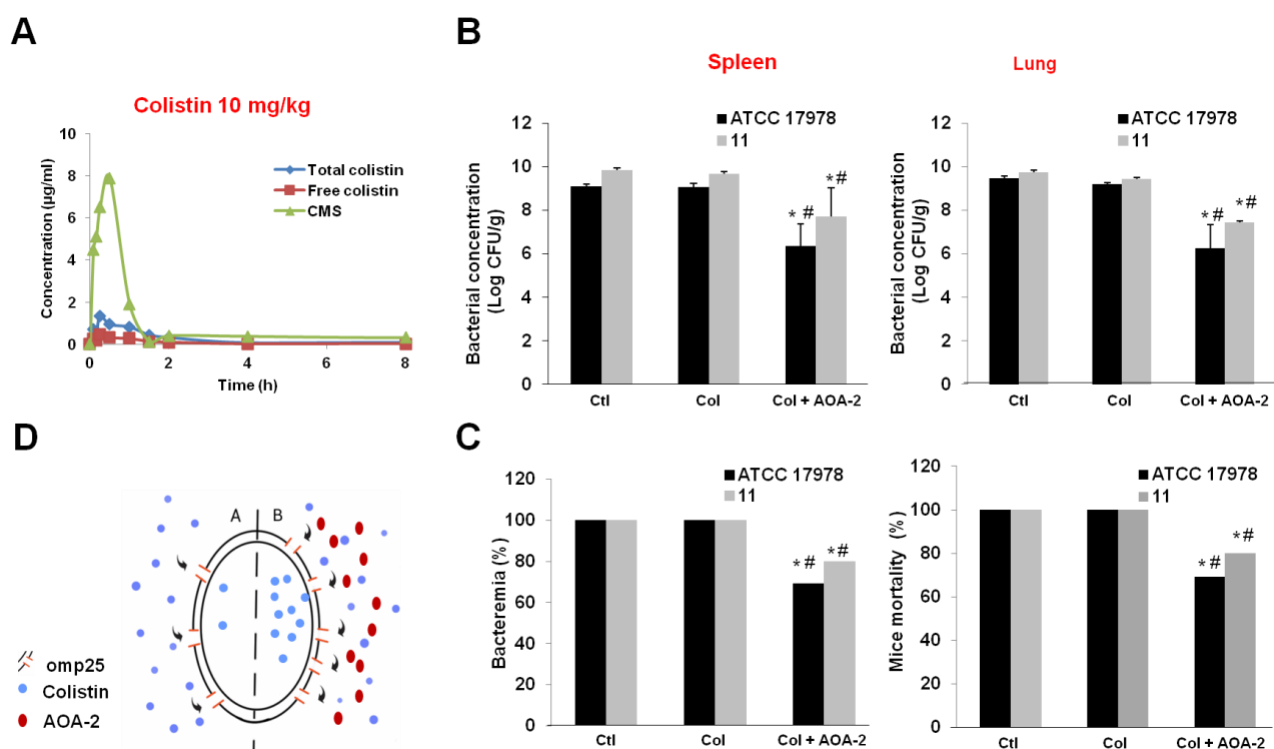 A
Colistin 10 mg/kg
Concentration (µg/ml)
10
8
6
4
2
0
Total colistin
Free colistin
CMS
0
2
4
6
8
Time (h)
B
Spleen
Bacterial concentration
(Log CFU/g)
12
10
8
6
4
2
0
ATCC 17978
11
* #
*#
Ctl
Col
Col + AOA-2
Lung
Bacterial concentration
(Log CFU/g)
12
10
8
6
4
2
0
ATCC 17978
11
* #
*#
Ctl
Col
Col + AOA-2
D
A
B
omp25
Colistin
AOA-2
C
Bacteremia (%)
120
100
80
60
40
20
0
ATCC 17978
11
* #
*#
Ctl
Col
Col + AOA-2
Mice mortality (%)
120
100
80
60
40
20
0
ATCC 17978
11
* #
*#
Ctl
Col
Col + AOA-2